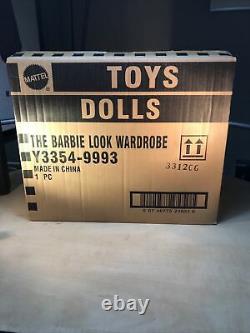 MATTEL
TOYS
DOLLS
THE BARBIE LOOK WARDROBE
Y3354-9993
MADE IN CHINA
1 PC
3312C6